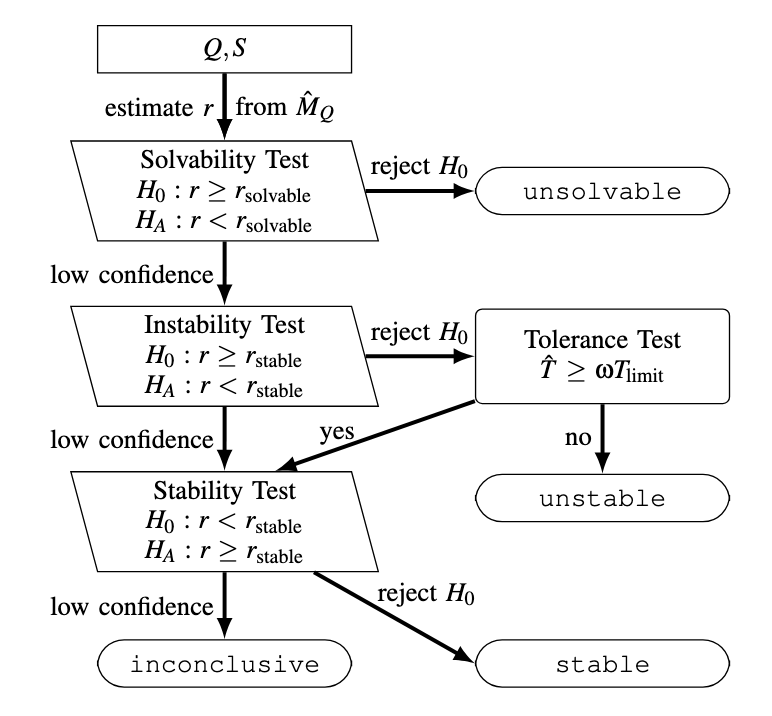 Q, S
estimate r from M̂_Q
Solvability Test
H_0 : r ≥ r_solvable
H_A : r < r_solvable
reject H_0
unsolvable
low confidence
Instability Test
H_0 : r ≥ r_stable
H_A : r < r_stable
reject H_0
Tolerance Test
T̂ ≥ ωT_limit
low confidence
yes
no
Stability Test
H_0 : r < r_stable
H_A : r ≥ r_stable
unstable
low confidence
reject H_0
inconclusive
stable